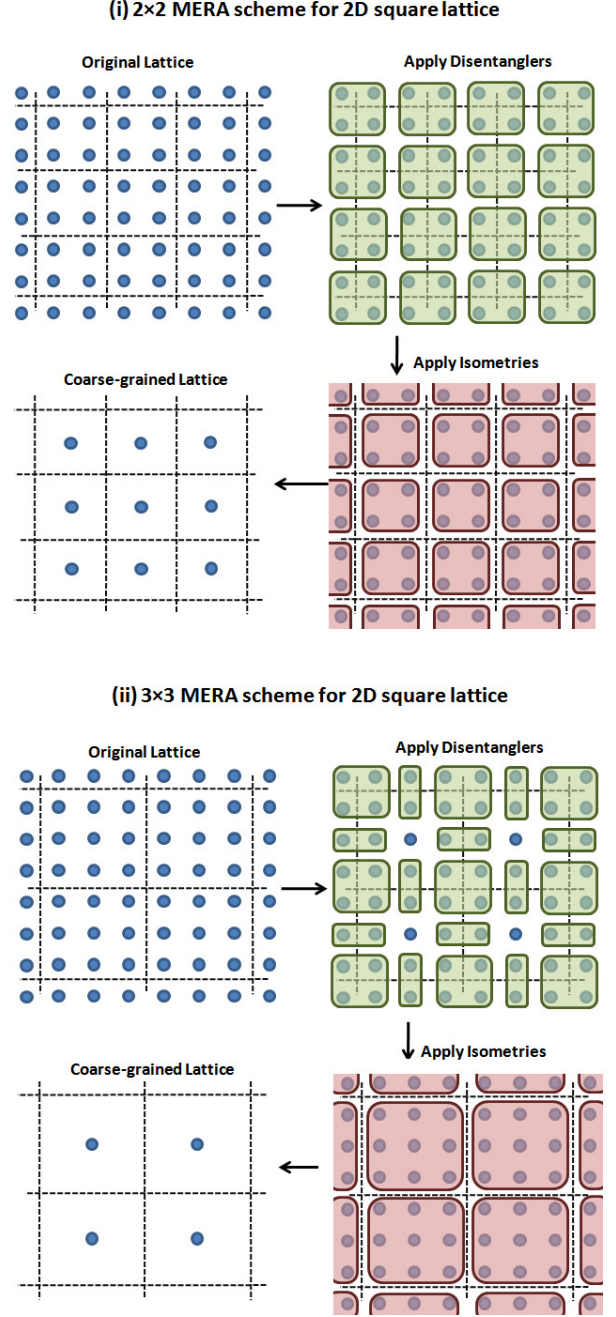 (i) 2×2 MERA scheme for 2D square lattice
Original Lattice
Apply Disentanglers
Apply Isometries
Coarse-grained Lattice
(ii) 3×3 MERA scheme for 2D square lattice
Original Lattice
Apply Disentanglers
Apply Isometries
Coarse-grained Lattice